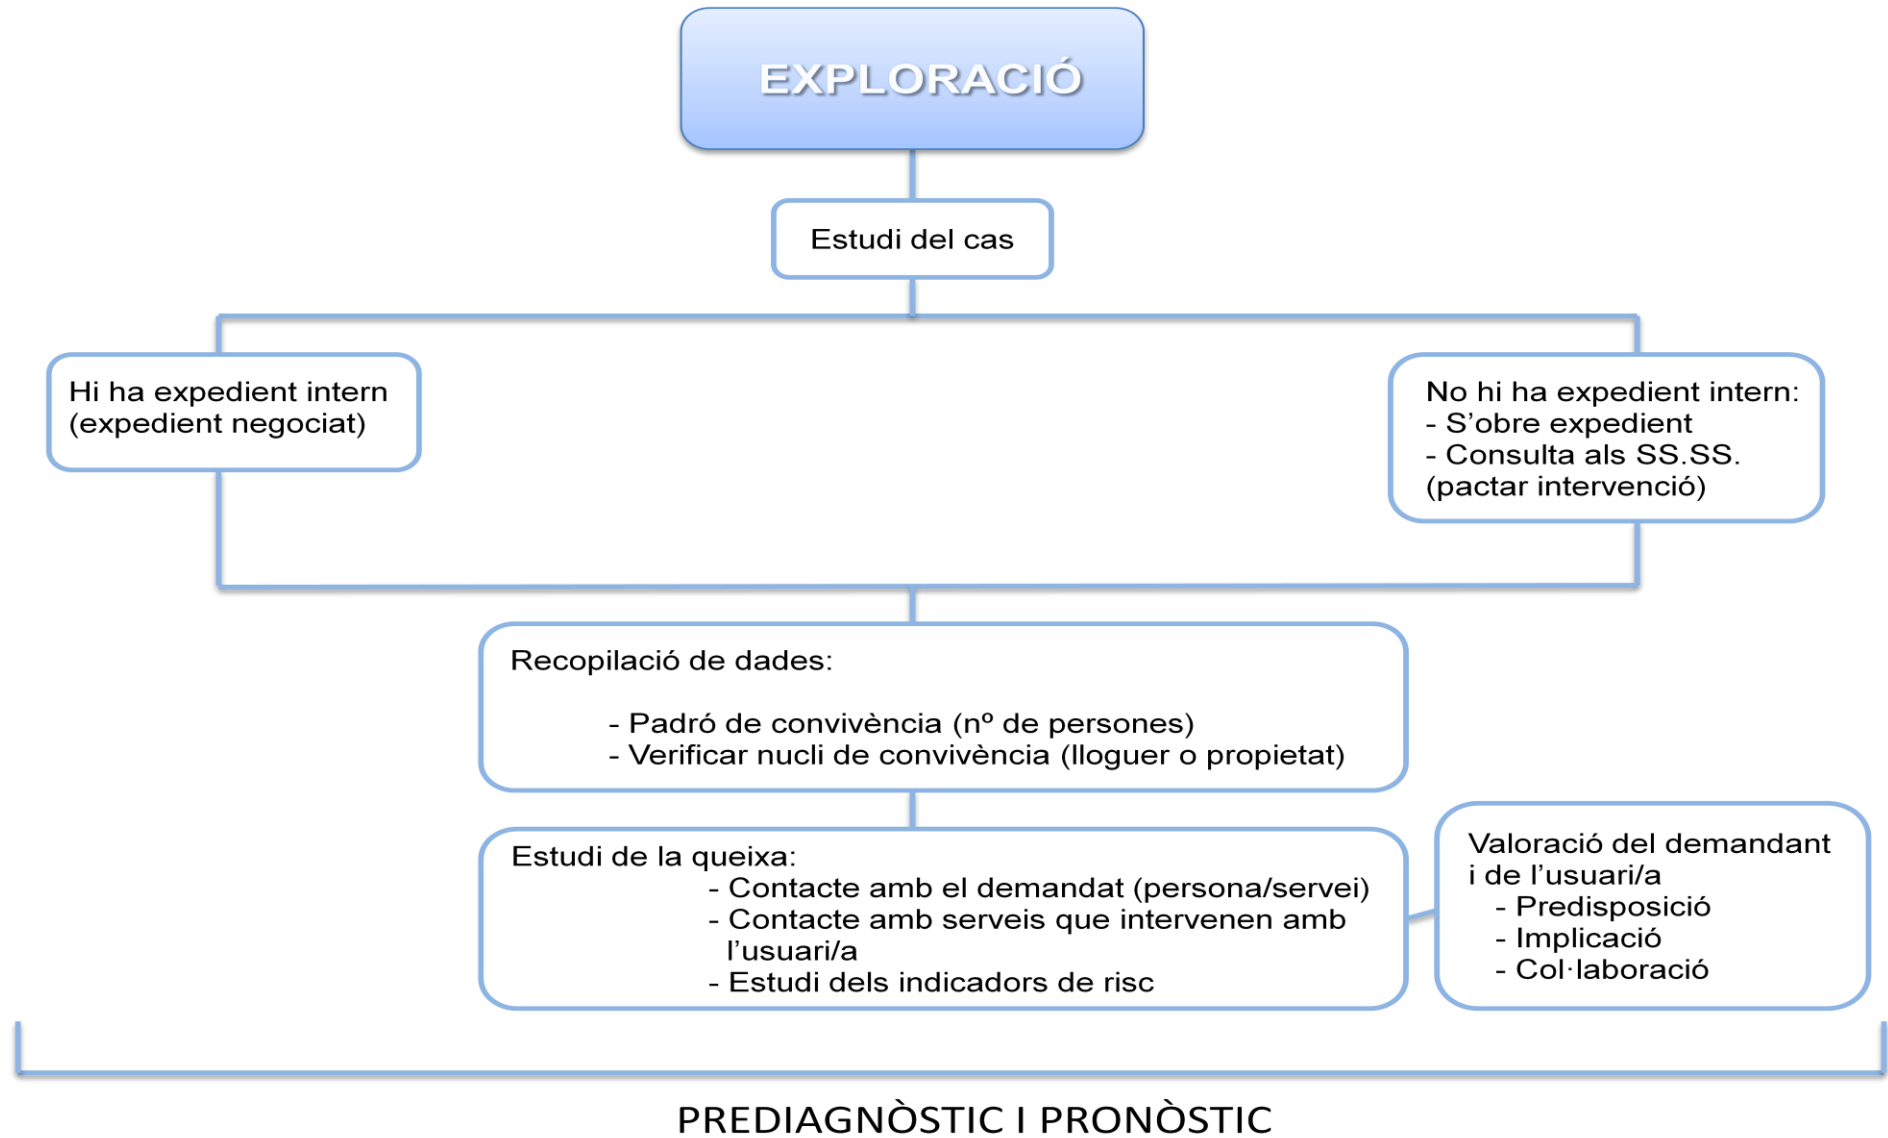 EXPLORACIÓ
Estudi del cas
Hi ha expedient intern
(expedient negociat)
No hi ha expedient intern:
- S’obre expedient
- Consulta als SS.SS.
(pactar intervenció)
Recopilació de dades:
- Padró de convivència (nº de persones)
- Verificar nucli de convivència (lloguer o propietat)
Estudi de la queixa:
- Contacte amb el demandat (persona/servei)
- Contacte amb serveis que intervenen amb
l’usuari/a
- Estudi dels indicadors de risc
Valoració del demandant
i de l’usuari/a
- Predisposició
- Implicació
- Col·laboració
PREDIAGNÒSTIC I PRONÒSTIC